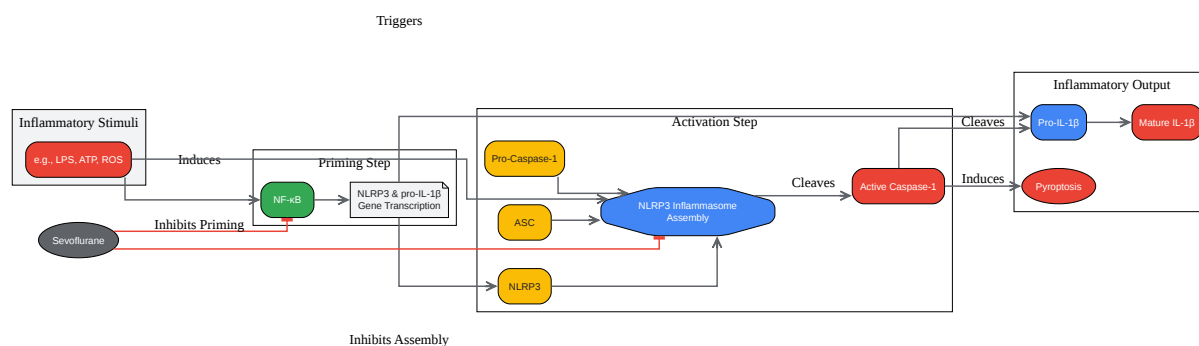 Triggers
Inflammatory Stimuli
e.g., LPS, ATP, ROS
Induces
Priming Step
NF-κB
NLRP3 & pro-IL-1β
Gene Transcription
Sevoflurane
Inhibits Priming
Activation Step
Pro-Caspase-1
ASC
NLRP3
NLRP3 Inflammasome
Assembly
Cleaves
Active Caspase-1
Cleaves
Induces
Inflammatory Output
Pro-IL-1β
Mature IL-1β
Pyroptosis
Inhibits Assembly